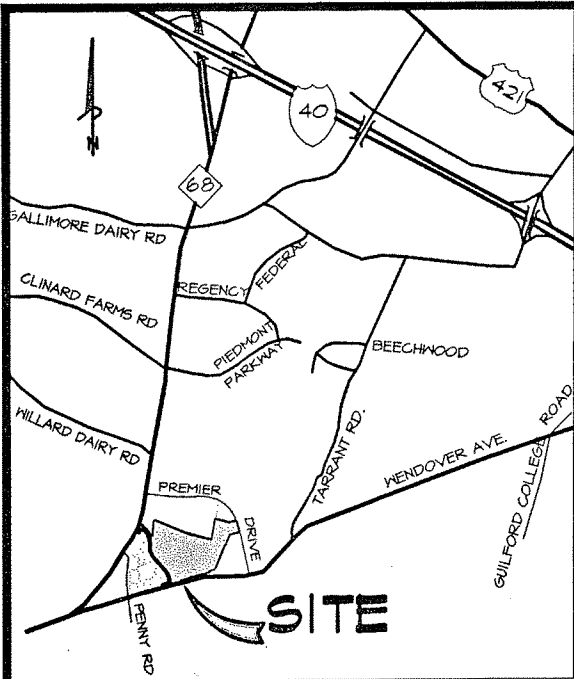 421
40
68
N
GALLIMORE DAIRY RD
REGENCY
FEDERAL
CLINARD FARMS RD
PIEDMONT
PARKWAY
BEECHWOOD
WILLARD DAIRY RD
TARRANT RD.
WENDOVER AVE.
GUILFORD COLLEGE ROAD
PREMIER
DRIVE
PENNY RD
SITE